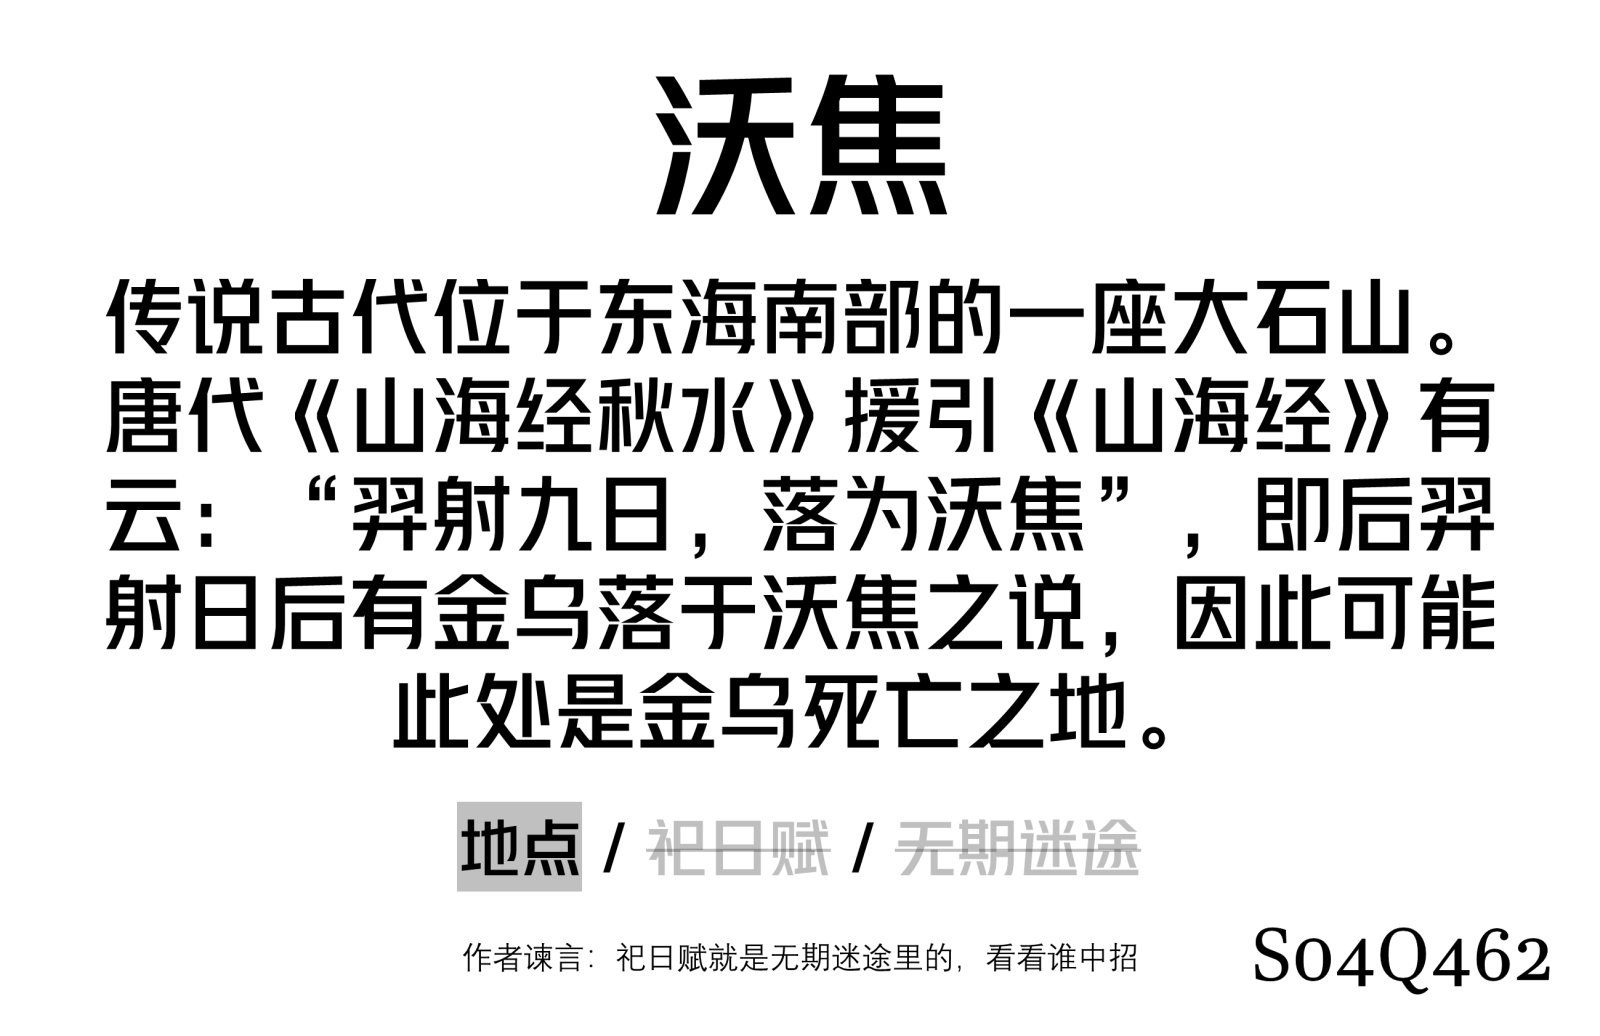 沃焦
传说古代位于东海南部的一座大石山。
唐代《山海经秋水》援引《山海经》有
云：“羿射九日，落为沃焦”，即后羿
射日后有金乌落于沃焦之说，因此可能
此处是金乌死亡之地。
地点 / 祀日赋 / 无期迷途
作者谏言：祀日赋就是无期迷途里的，看看谁中招
S04Q462